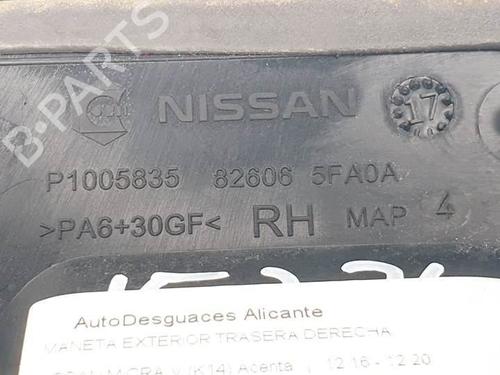 B-PARTS
NISSAN
17
P1005835 82606 5FA0A
>PA6+30GF< RH MAP 4
AutoDesguaces Alicante
MANETA EXTERIOR TRASERA DERECHA
MICRA V (K14) Acenta | 12.16 - 12.20